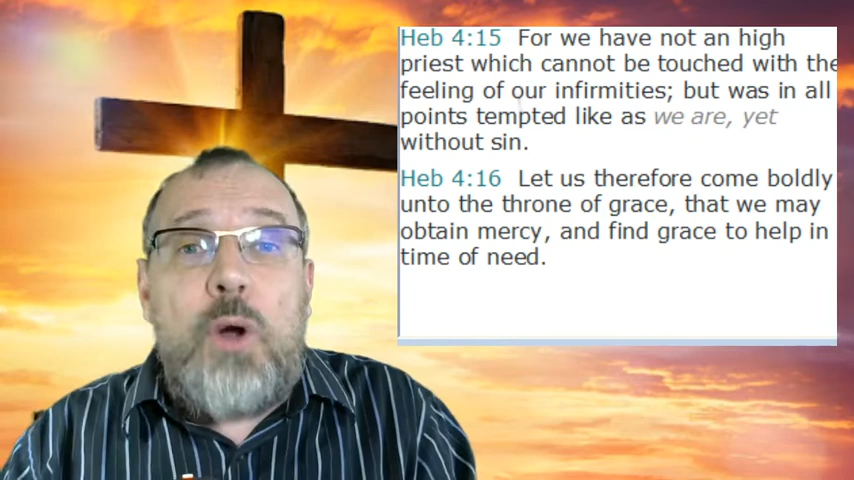 Heb 4:15 For we have not an high
priest which cannot be touched with the
feeling of our infirmities; but was in all
points tempted like as we are, yet
without sin.
Heb 4:16 Let us therefore come boldly
unto the throne of grace, that we may
obtain mercy, and find grace to help in
time of need.